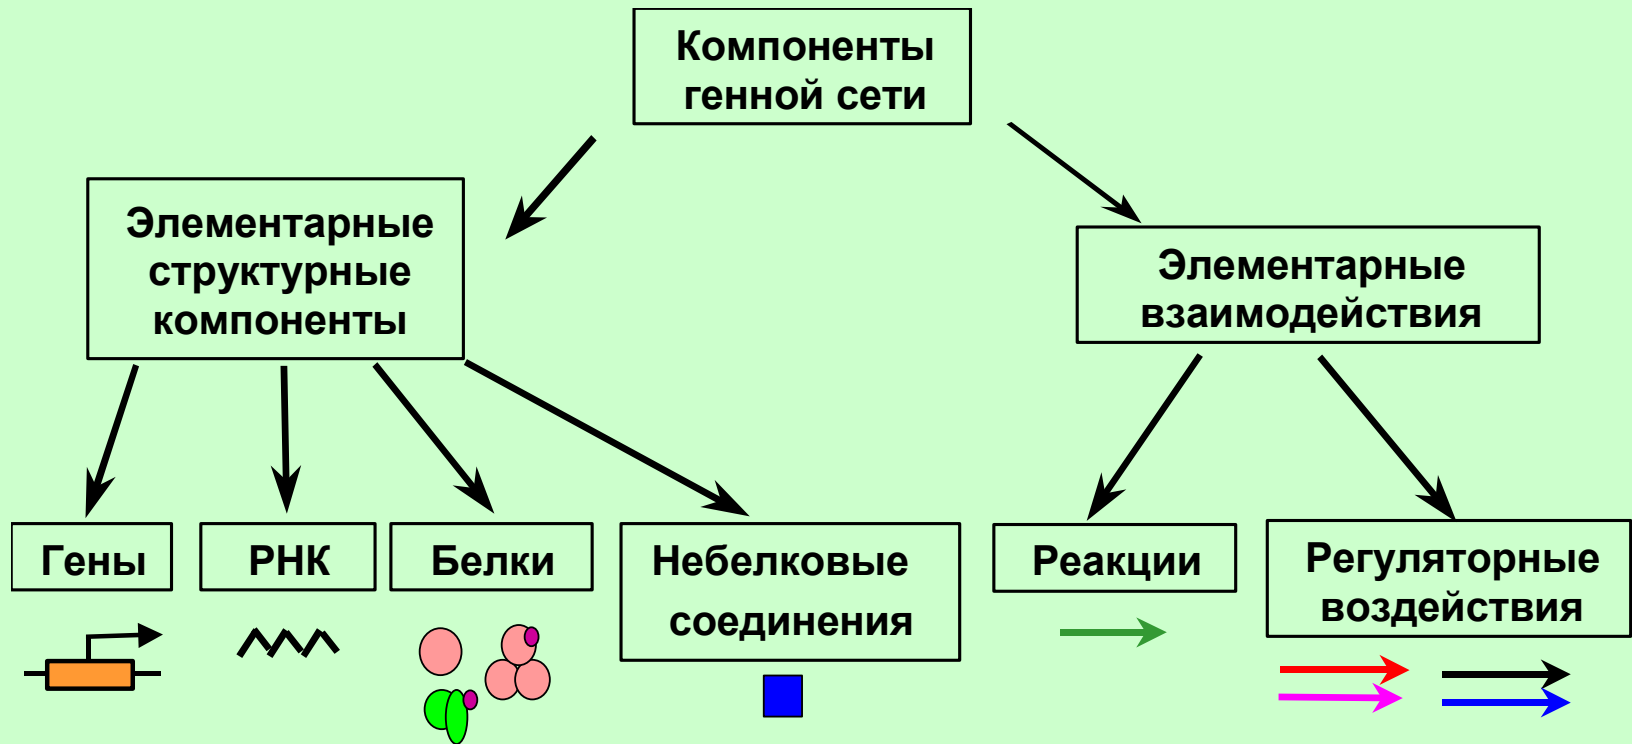 Компоненты
генной сети
Элементарные
структурные
компоненты
Элементарные
взаимодействия
Гены
РНК
Белки
Небелковые
соединения
Реакции
Регуляторные
воздействия